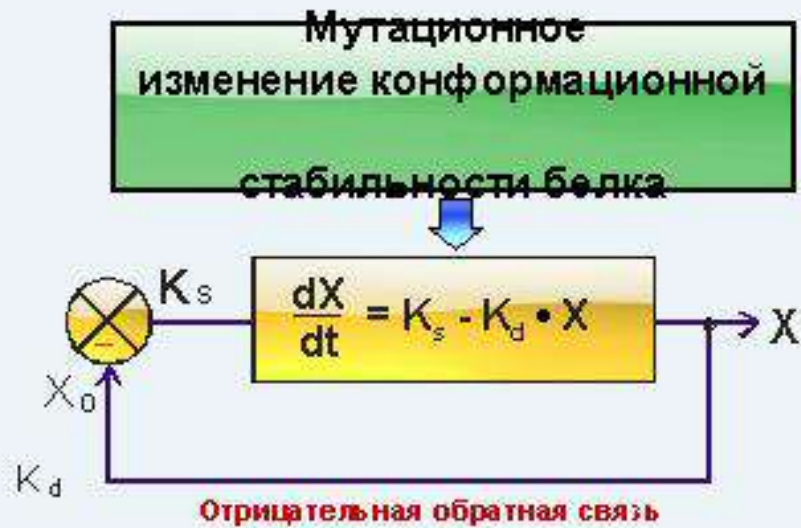 Мутационное
изменение конформационной
стабильности белка
Ks
dX/dt = Ks - Kd • X
X
X0
Kd
Отрицательная обратная связь